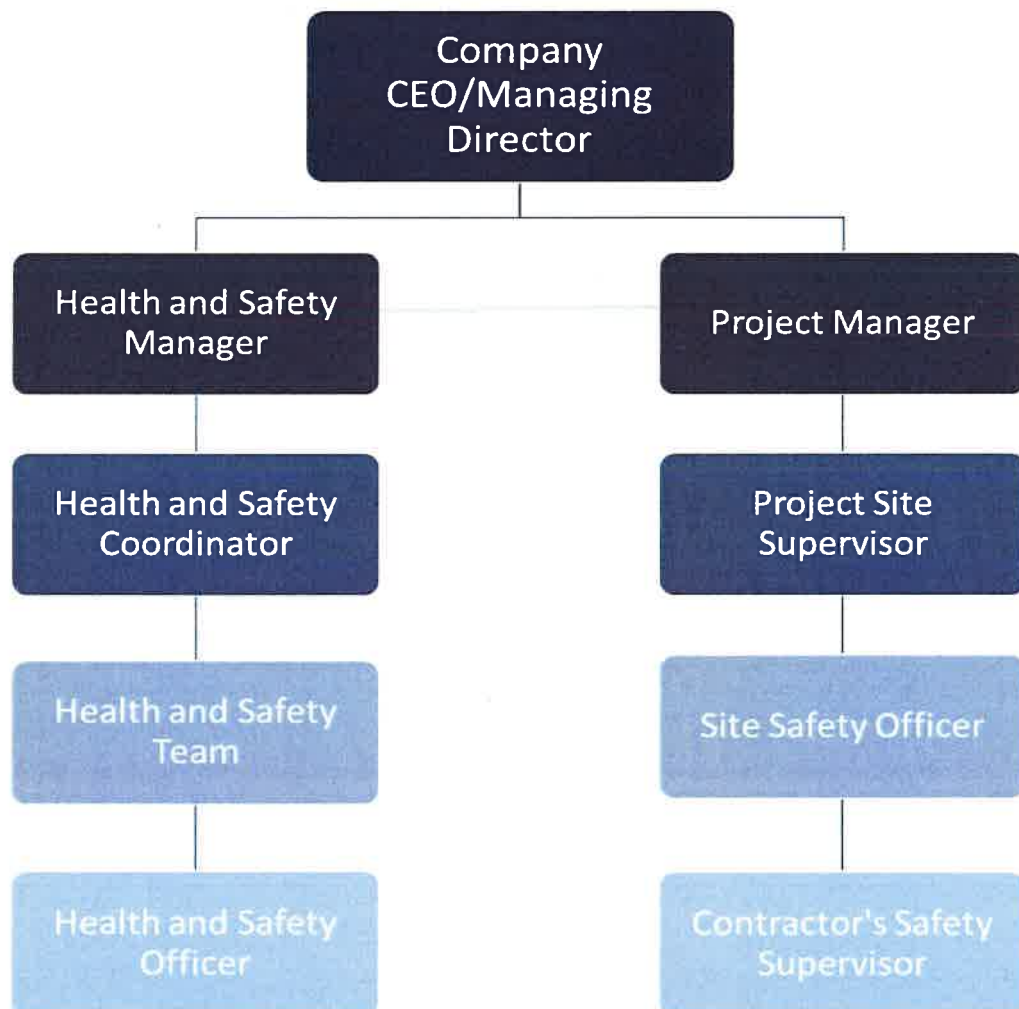 Company
CEO/Managing
Director
Health and Safety
Manager
Project Manager
Health and Safety
Coordinator
Project Site
Supervisor
Health and Safety
Team
Site Safety Officer
Health and Safety
Officer
Contractor's Safety
Supervisor